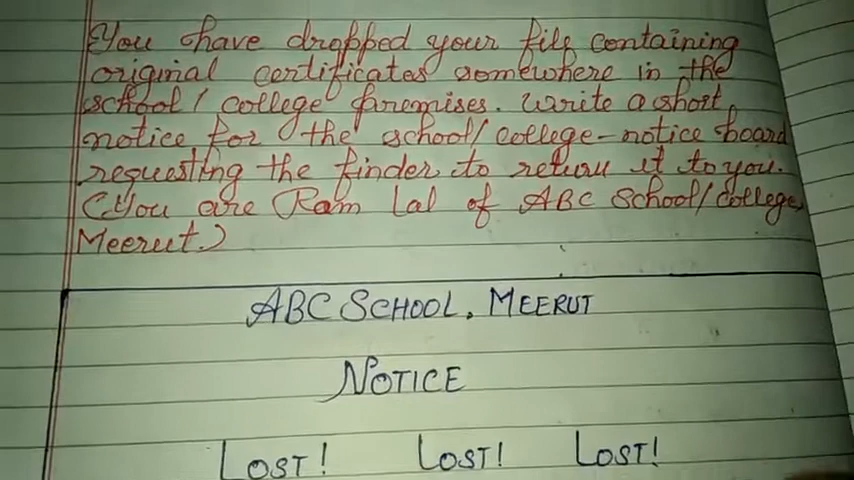 You have dropped your file containing
original certificates somewhere in the
school/ college premises. Write a short
notice for the school/college-notice board
requesting the finder to return it to you.
(You are Ram Lal of ABC School/college,
Meerut.)
ABC SCHOOL, MEERUT
NOTICE
LOST! LOST! LOST!